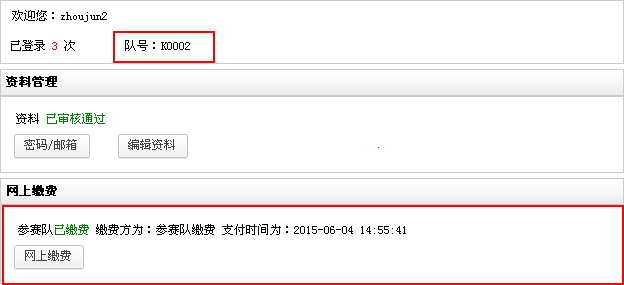 欢迎您：zhoujun2
已登录 3 次 队号：K0002
资料管理
资料 已审核通过
密码/邮箱 编辑资料
网上缴费
参赛队已缴费 缴费方为：参赛队缴费 支付时间为：2015-06-04 14:55:41
网上缴费